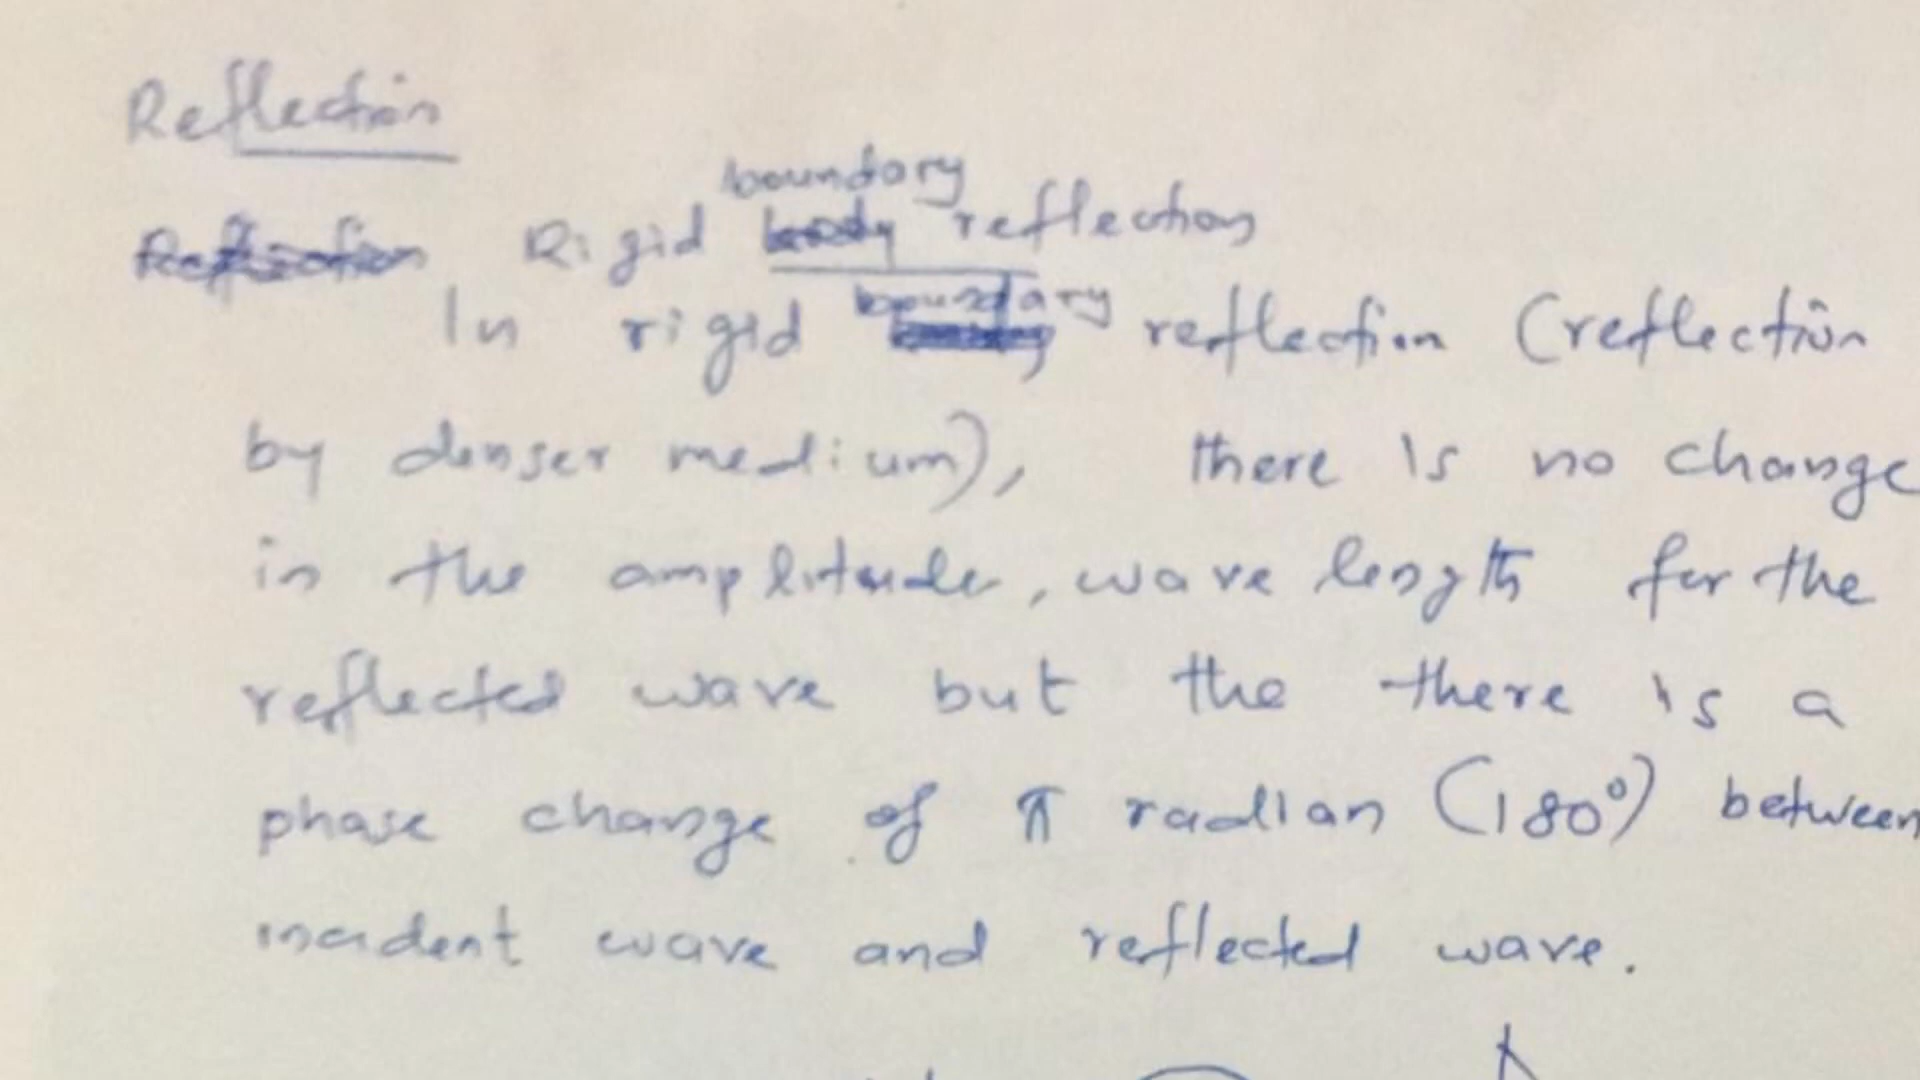 Reflection
Rigid boundary reflection
In rigid boundary reflection (reflection
by denser medium), there is no change
in the amplitude, wave length for the
reflected wave but the there is a
phase change of π radian (180°) between
incident wave and reflected wave.